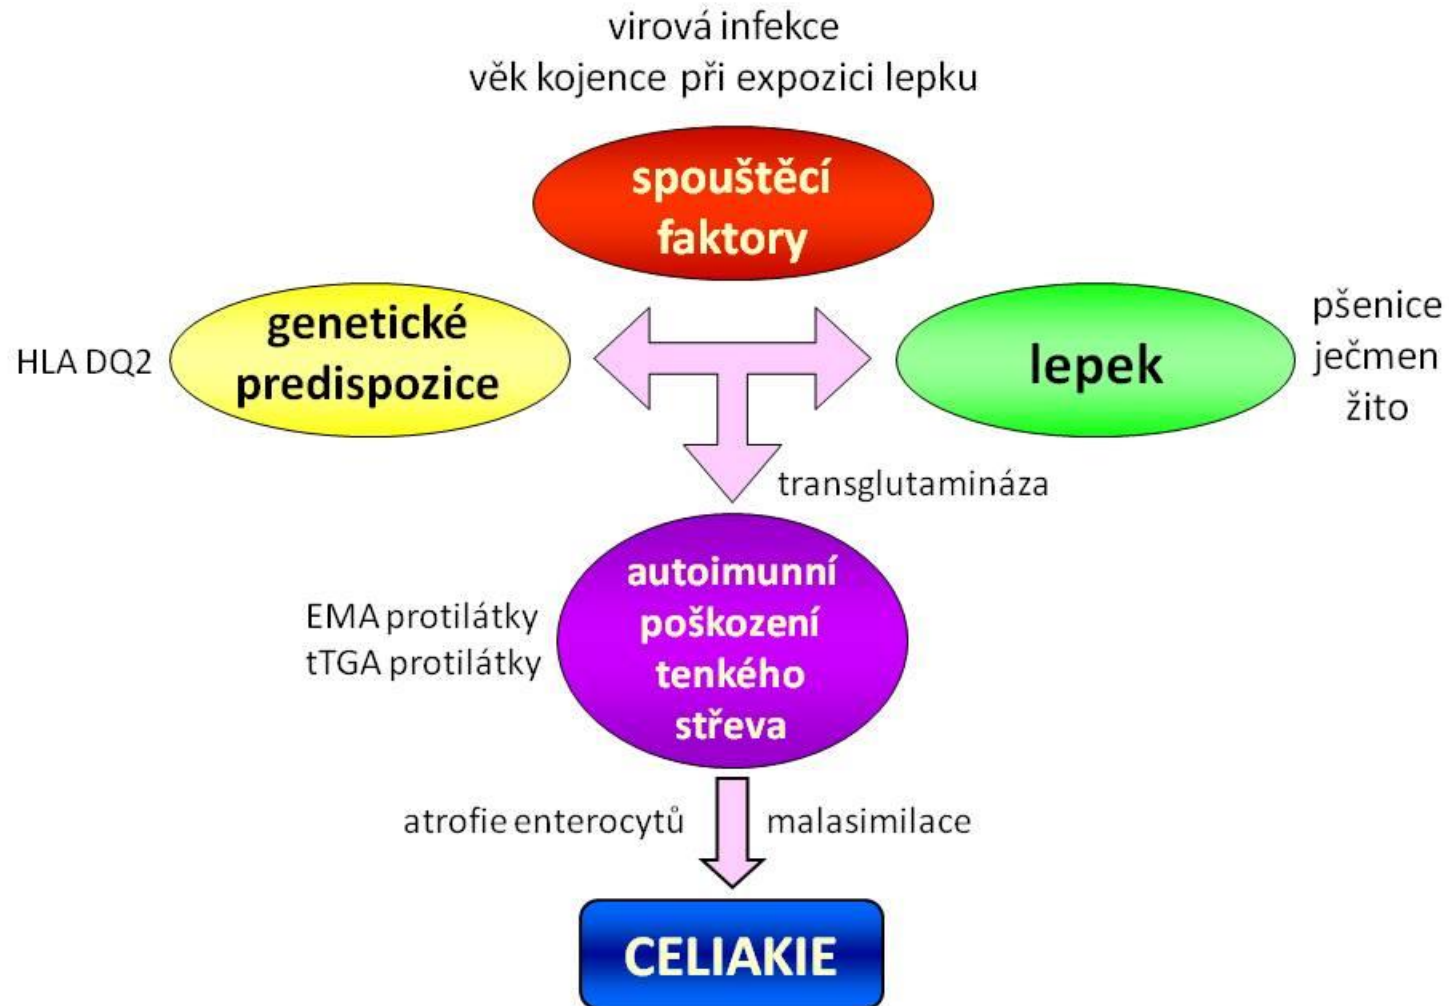 virová infekce
věk kojence při expozici lepku
spouštěcí
faktory
genetické
predispozice
HLA DQ2
lepek
pšenice
ječmen
žito
transglutamináza
autoimunní
poškození
tenkého
střeva
EMA protilátky
tTGA protilátky
atrofie enterocytů
malasimilace
CELIAKIE